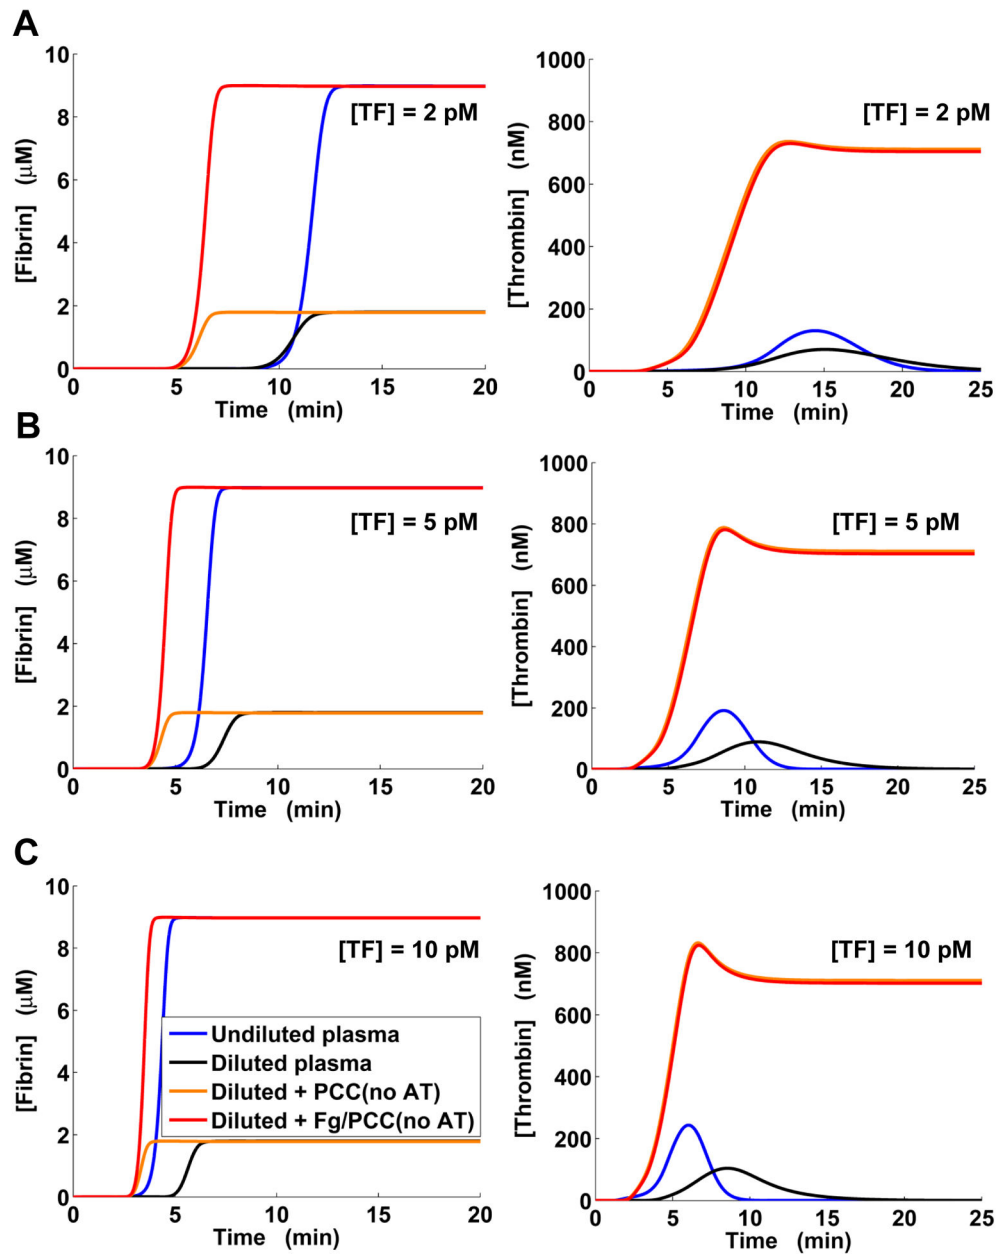 A
[Fibrin] (μM)
10
8
6
4
2
0
[TF] = 2 pM
0 5 10 15 20
Time (min)
[Thrombin] (nM)
1000
800
600
400
200
0
[TF] = 2 pM
0 5 10 15 20 25
Time (min)
B
[Fibrin] (μM)
10
8
6
4
2
0
[TF] = 5 pM
0 5 10 15 20
Time (min)
[Thrombin] (nM)
1000
800
600
400
200
0
[TF] = 5 pM
0 5 10 15 20 25
Time (min)
C
[Fibrin] (μM)
10
8
6
4
2
0
[TF] = 10 pM
Undiluted plasma
Diluted plasma
Diluted + PCC(no AT)
Diluted + Fg/PCC(no AT)
0 5 10 15 20
Time (min)
[Thrombin] (nM)
1000
800
600
400
200
0
[TF] = 10 pM
0 5 10 15 20 25
Time (min)